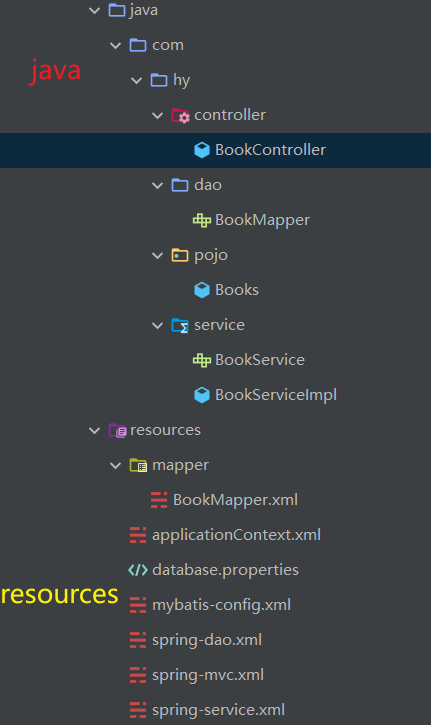 java
com
java
hy
controller
BookController
dao
BookMapper
pojo
Books
service
BookService
BookServiceImpl
resources
mapper
BookMapper.xml
applicationContext.xml
database.properties
resources
mybatis-config.xml
spring-dao.xml
spring-mvc.xml
spring-service.xml